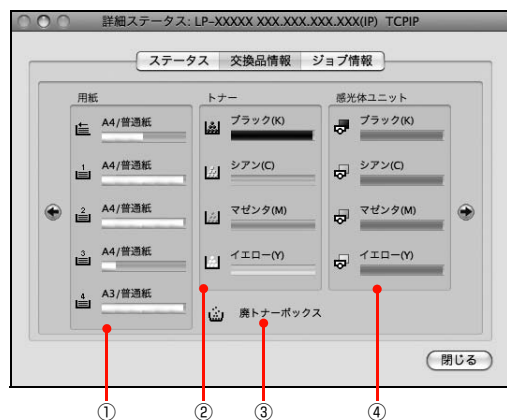 詳細ステータス: LP-XXXXX XXX.XXX.XXX.XXX(IP) TCPIP
ステータス 交換品情報 ジョブ情報
用紙
A4/普通紙
1 A4/普通紙
2 A4/普通紙
3 A4/普通紙
4 A3/普通紙
トナー
ブラック(K)
シアン(C)
マゼンタ(M)
イエロー(Y)
廃トナーボックス
感光体ユニット
ブラック(K)
シアン(C)
マゼンタ(M)
イエロー(Y)
閉じる
① ② ③ ④